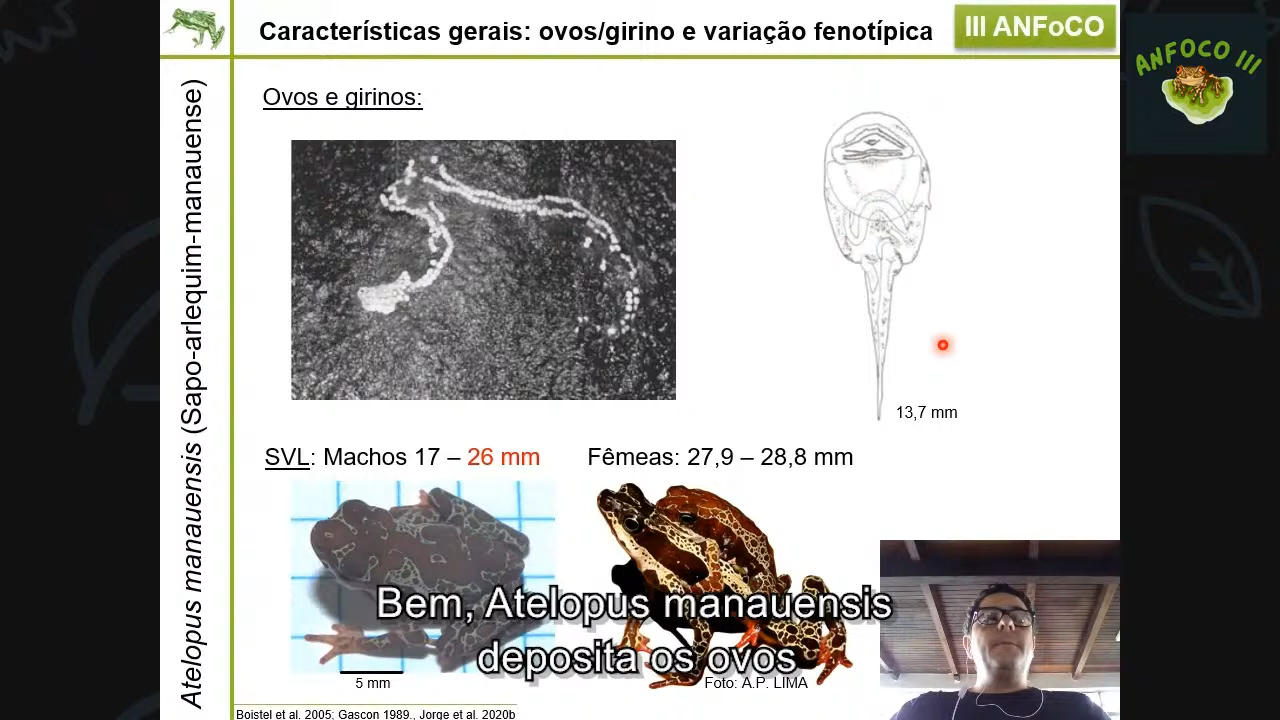 Características gerais: ovos/girino e variação fenotípica
III ANFoCO
ANFOCO III
Atelopus manauensis (Sapo-arlequim-manauense)
Ovos e girinos:
13,7 mm
SVL: Machos 17 – 26 mm
Fêmeas: 27,9 – 28,8 mm
Bem, Atelopus manauensis
deposita os ovos
5 mm
Foto: A.P. LIMA
Boistel et al. 2005; Gascon 1989., Jorge et al. 2020b